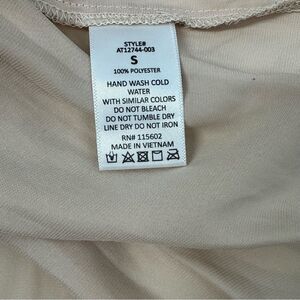 STYLE#
AT12744-003
S
100% POLYESTER
HAND WASH COLD
WATER
WITH SIMILAR COLORS
DO NOT BLEACH
DO NOT TUMBLE DRY
LINE DRY DO NOT IRON
RN# 115602
MADE IN VIETNAM